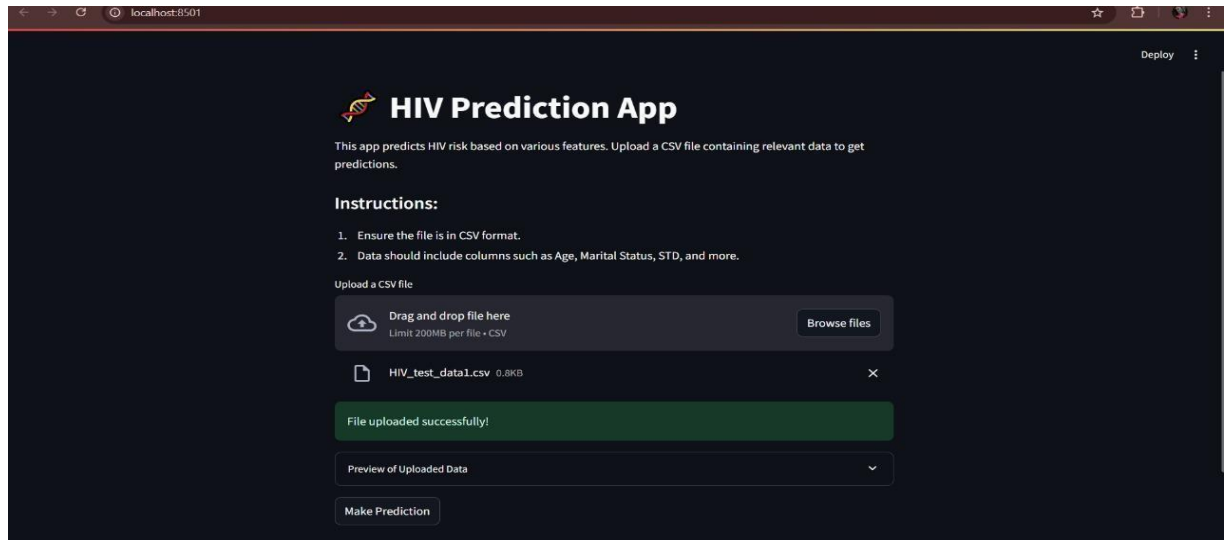 localhost:8501
Deploy
HIV Prediction App
This app predicts HIV risk based on various features. Upload a CSV file containing relevant data to get
predictions.
Instructions:
1. Ensure the file is in CSV format.
2. Data should include columns such as Age, Marital Status, STD, and more.
Upload a CSV file
Drag and drop file here
Limit 200MB per file • CSV
Browse files
HIV_test_data1.csv 0.8KB
File uploaded successfully!
Preview of Uploaded Data
Make Prediction